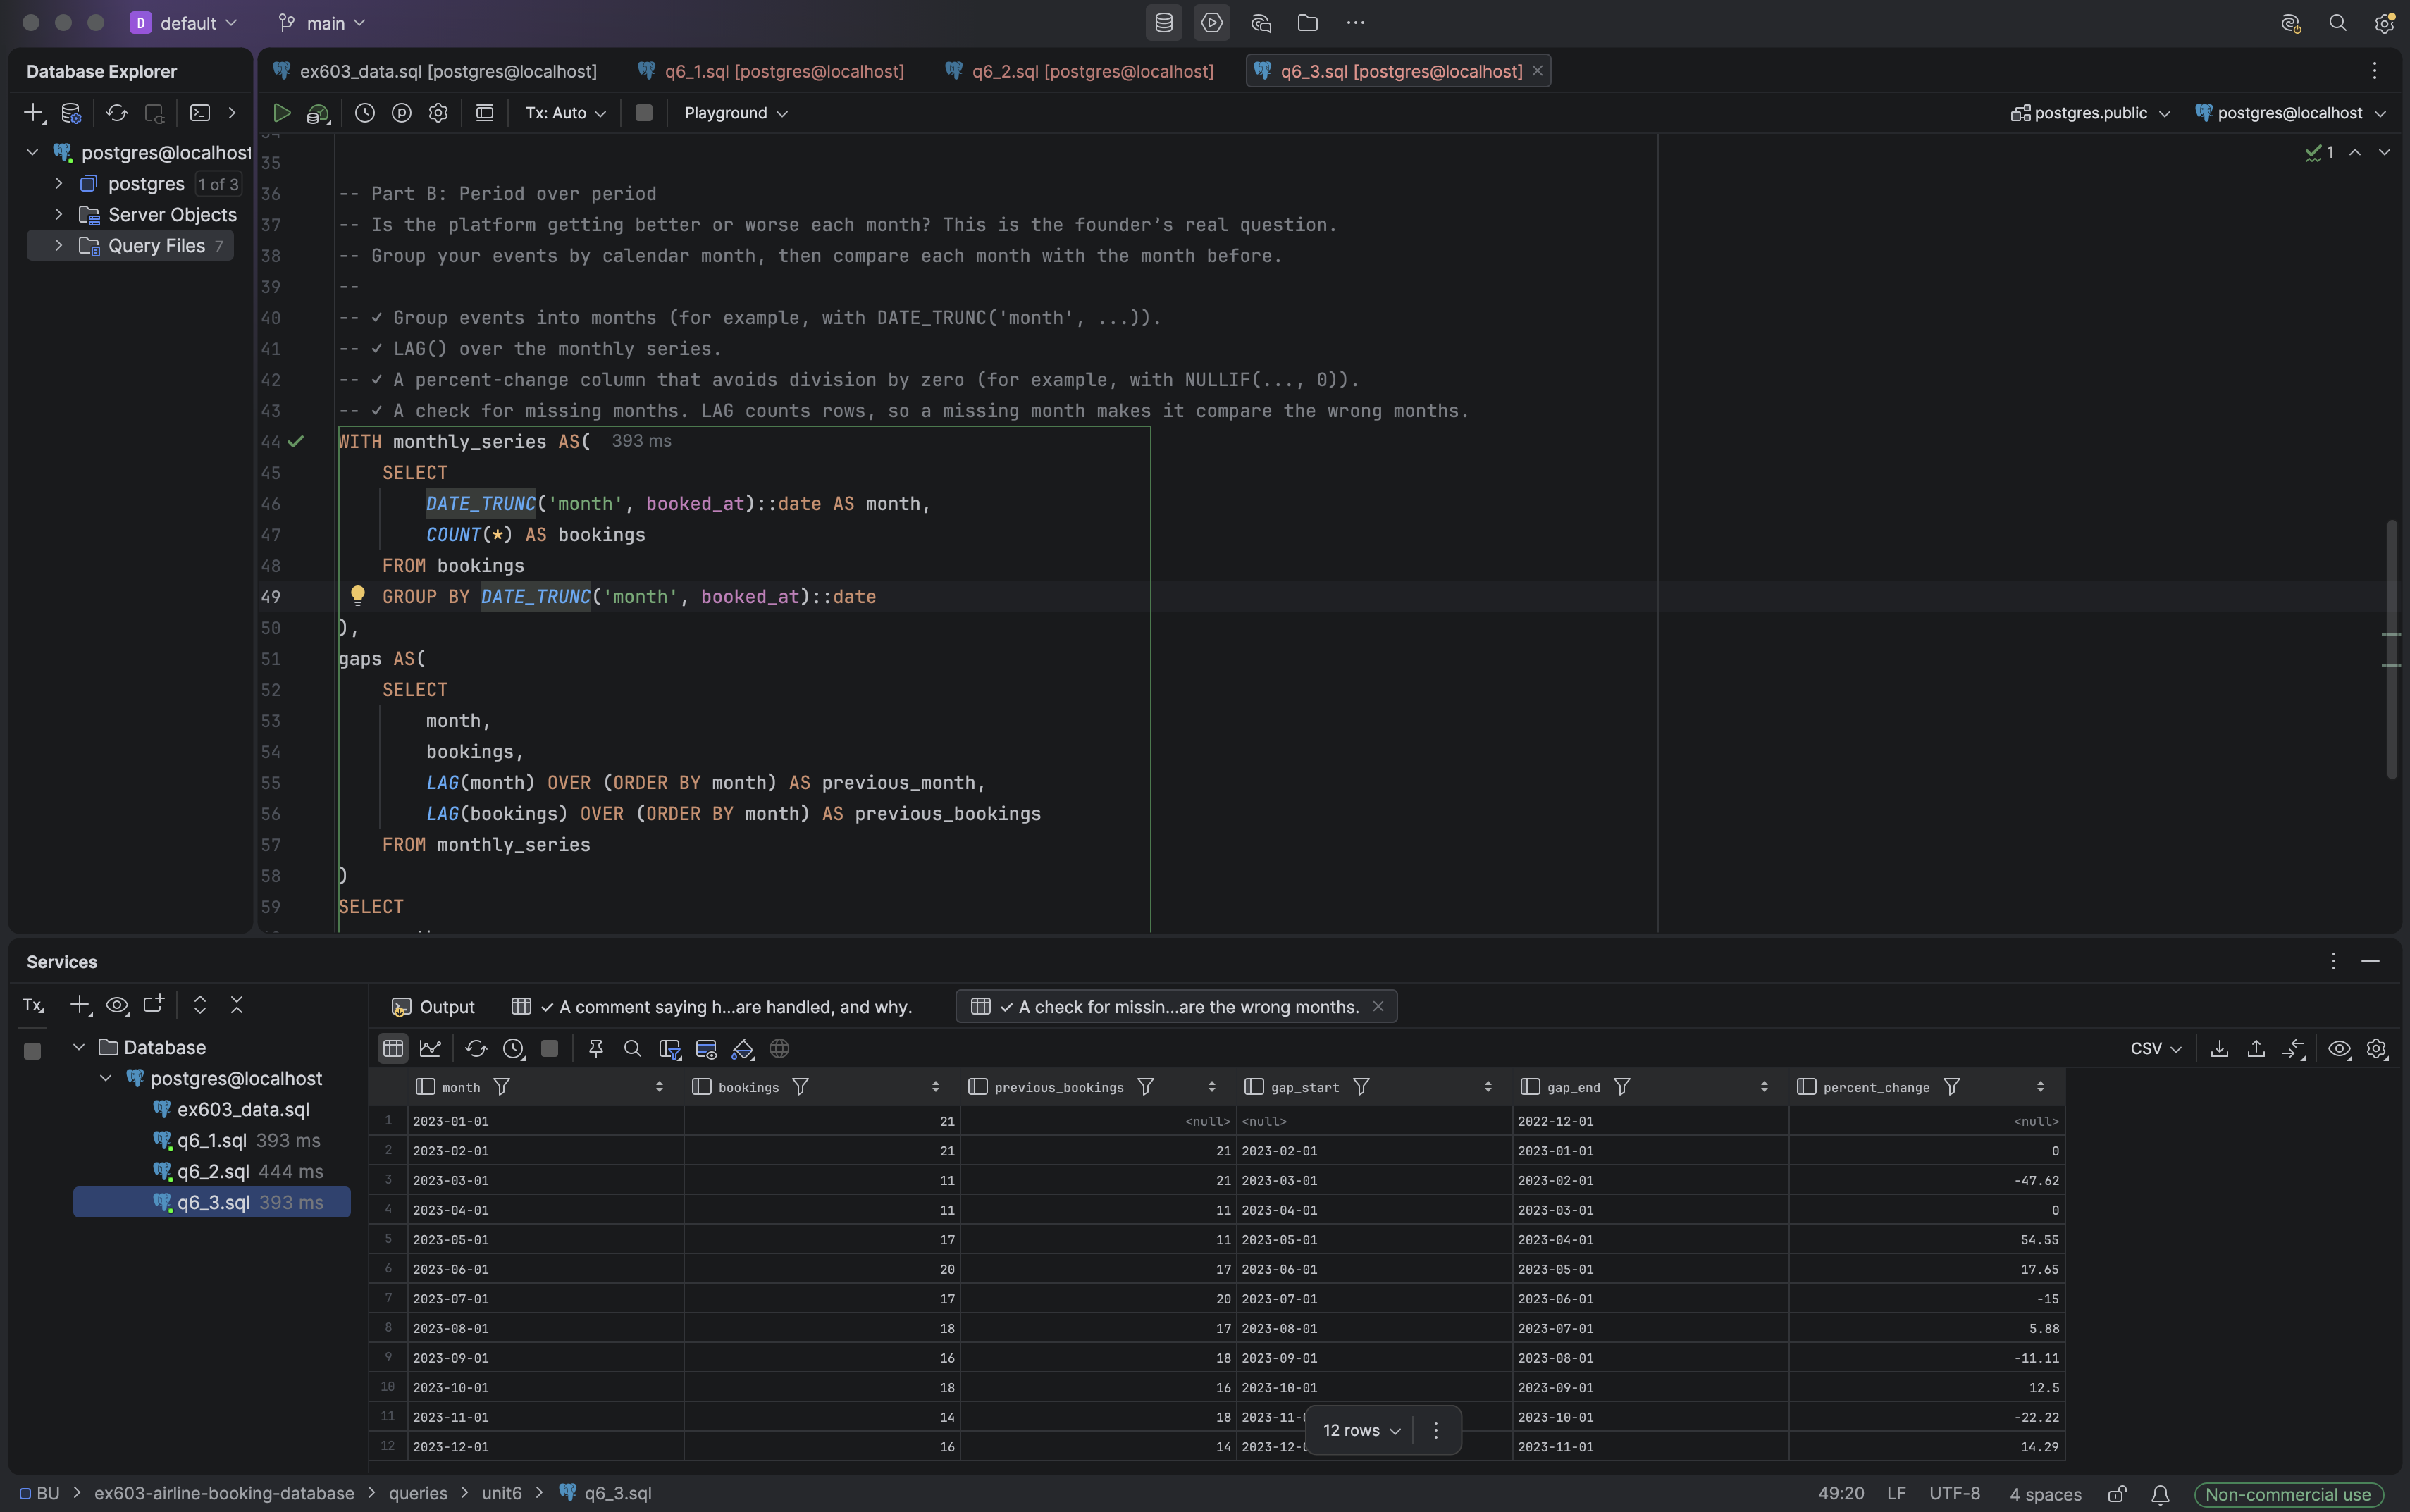 D default main
Database Explorer
ex603_data.sql [postgres@localhost] q6_1.sql [postgres@localhost] q6_2.sql [postgres@localhost] q6_3.sql [postgres@localhost]
Tx: Auto Playground postgres.public postgres@localhost
postgres@localhost
postgres 1 of 3
Server Objects
Query Files 7
1
35
36 -- Part B: Period over period
37 -- Is the platform getting better or worse each month? This is the founder’s real question.
38 -- Group your events by calendar month, then compare each month with the month before.
39 --
40 -- ✓ Group events into months (for example, with DATE_TRUNC('month', ...)).
41 -- ✓ LAG() over the monthly series.
42 -- ✓ A percent-change column that avoids division by zero (for example, with NULLIF(..., 0)).
43 -- ✓ A check for missing months. LAG counts rows, so a missing month makes it compare the wrong months.
44 WITH monthly_series AS( 393 ms
45 SELECT
46 DATE_TRUNC('month', booked_at)::date AS month,
47 COUNT(*) AS bookings
48 FROM bookings
49 GROUP BY DATE_TRUNC('month', booked_at)::date
50 ),
51 gaps AS(
52 SELECT
53 month,
54 bookings,
55 LAG(month) OVER (ORDER BY month) AS previous_month,
56 LAG(bookings) OVER (ORDER BY month) AS previous_bookings
57 FROM monthly_series
58 )
59 SELECT
Services
Tx
Output ✓ A comment saying h...are handled, and why. ✓ A check for missin...are the wrong months.
Database
postgres@localhost
ex603_data.sql
q6_1.sql 393 ms
q6_2.sql 444 ms
q6_3.sql 393 ms
CSV
month bookings previous_bookings gap_start gap_end percent_change
1 2023-01-01 21 <null> <null> 2022-12-01 <null>
2 2023-02-01 21 21 2023-02-01 2023-01-01 0
3 2023-03-01 11 21 2023-03-01 2023-02-01 -47.62
4 2023-04-01 11 11 2023-04-01 2023-03-01 0
5 2023-05-01 17 11 2023-05-01 2023-04-01 54.55
6 2023-06-01 20 17 2023-06-01 2023-05-01 17.65
7 2023-07-01 17 20 2023-07-01 2023-06-01 -15
8 2023-08-01 18 17 2023-08-01 2023-07-01 5.88
9 2023-09-01 16 18 2023-09-01 2023-08-01 -11.11
10 2023-10-01 18 16 2023-10-01 2023-09-01 12.5
11 2023-11-01 14 18 2023-11-0 2023-10-01 -22.22
12 2023-12-01 16 14 2023-12-0 2023-11-01 14.29
12 rows
BU > ex603-airline-booking-database > queries > unit6 > q6_3.sql
49:20 LF UTF-8 4 spaces Non-commercial use